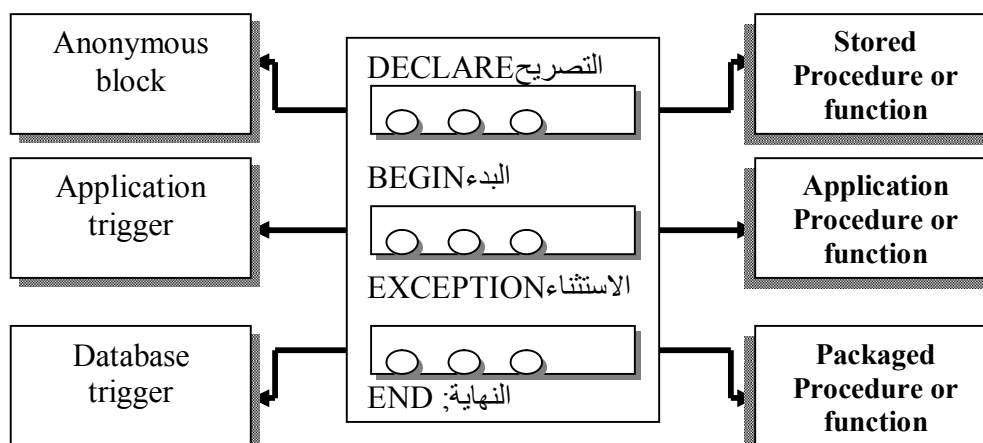 Anonymous
block
Application
trigger
Database
trigger
DECLAREالتصريح
BEGINالبدء
EXCEPTIONالاستثناء
END ;النهاية
Stored
Procedure or
function
Application
Procedure or
function
Packaged
Procedure or
function